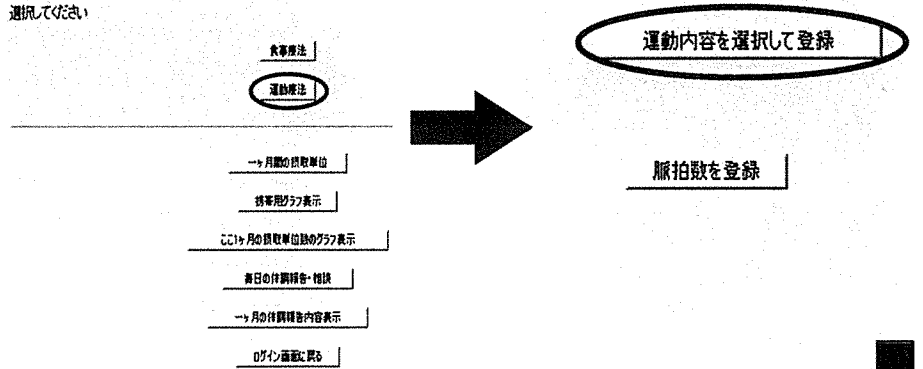 選択してください
食事療法
運動療法
一ヶ月間の摂取単位
携帯用グラフ表示
ここ1ヶ月の摂取単位数のグラフ表示
毎日の体調報告・相談
一ヶ月の体調報告内容表示
ログイン画面に戻る
運動内容を選択して登録
脈拍数を登録